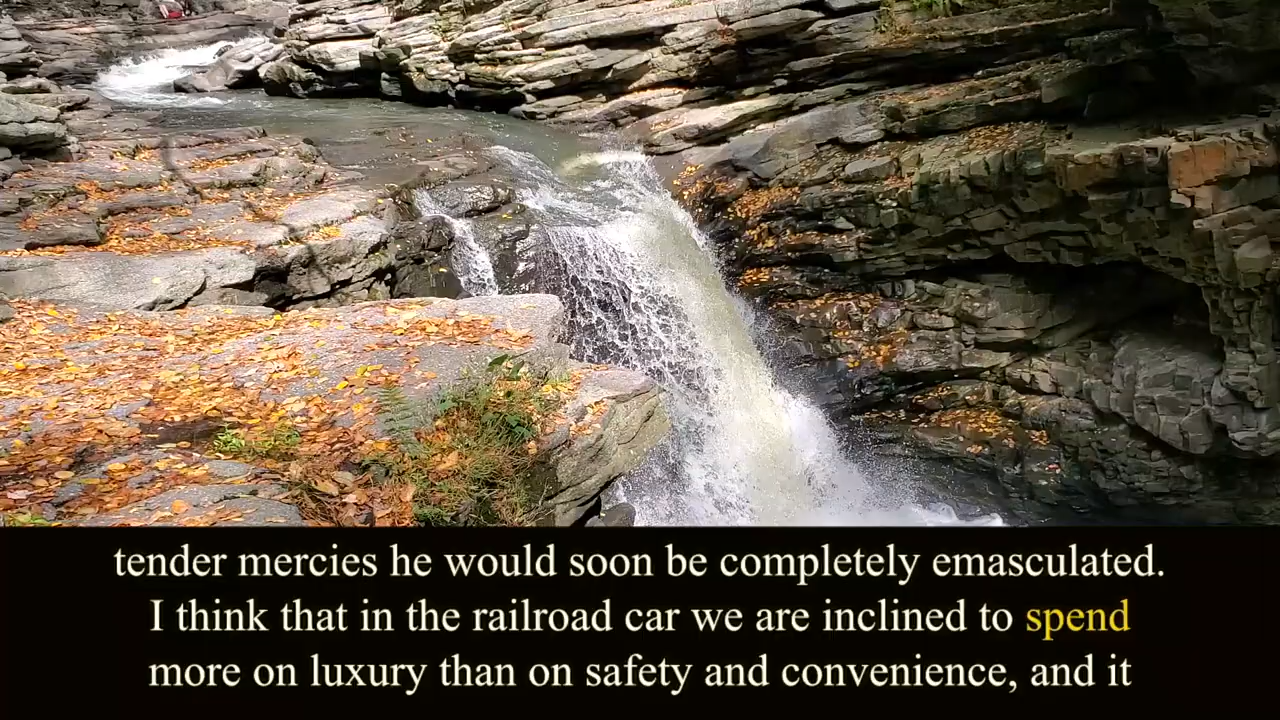 tender mercies he would soon be completely emasculated.
I think that in the railroad car we are inclined to spend
more on luxury than on safety and convenience, and it